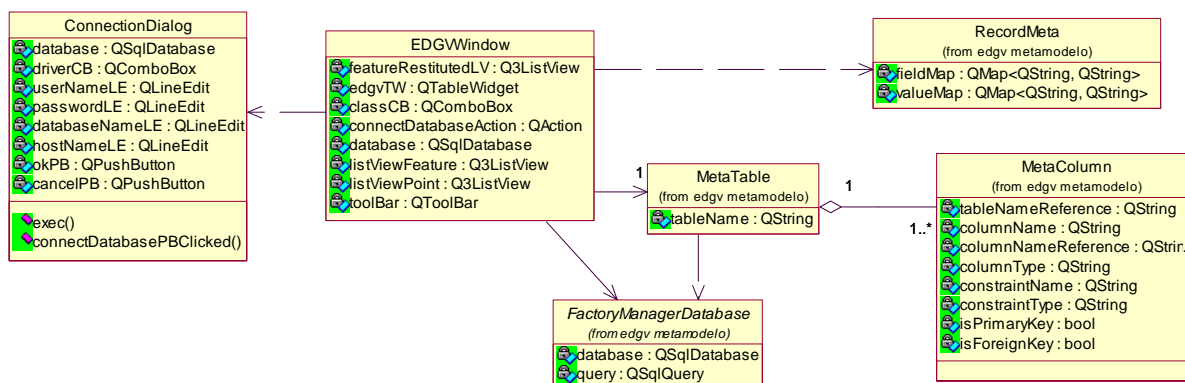 ConnectionDialog
database : QSqlDatabase
driverCB : QComboBox
userNameLE : QLineEdit
passwordLE : QLineEdit
databaseNameLE : QLineEdit
hostNameLE : QLineEdit
okPB : QPushButton
cancelPB : QPushButton
exec()
connectDatabasePBClicked()
EDGVWindow
featureRestitutedLV : Q3ListView
edgvTW : QTableWidget
classCB : QComboBox
connectDatabaseAction : QAction
database : QSqlDatabase
listViewFeature : Q3ListView
listViewPoint : Q3ListView
toolBar : QToolBar
RecordMeta
(from edgv metamodelo)
fieldMap : QMap<QString, QString>
valueMap : QMap<QString, QString>
1
MetaTable
(from edgv metamodelo)
tableName : QString
1
1..*
MetaColumn
(from edgv metamodelo)
tableNameReference : QString
columnName : QString
columnNameReference : QStrin
columnType : QString
constraintName : QString
constraintType : QString
isPrimaryKey : bool
isForeignKey : bool
FactoryManagerDatabase
(from edgv metamodelo)
database : QSqlDatabase
query : QSqlQuery